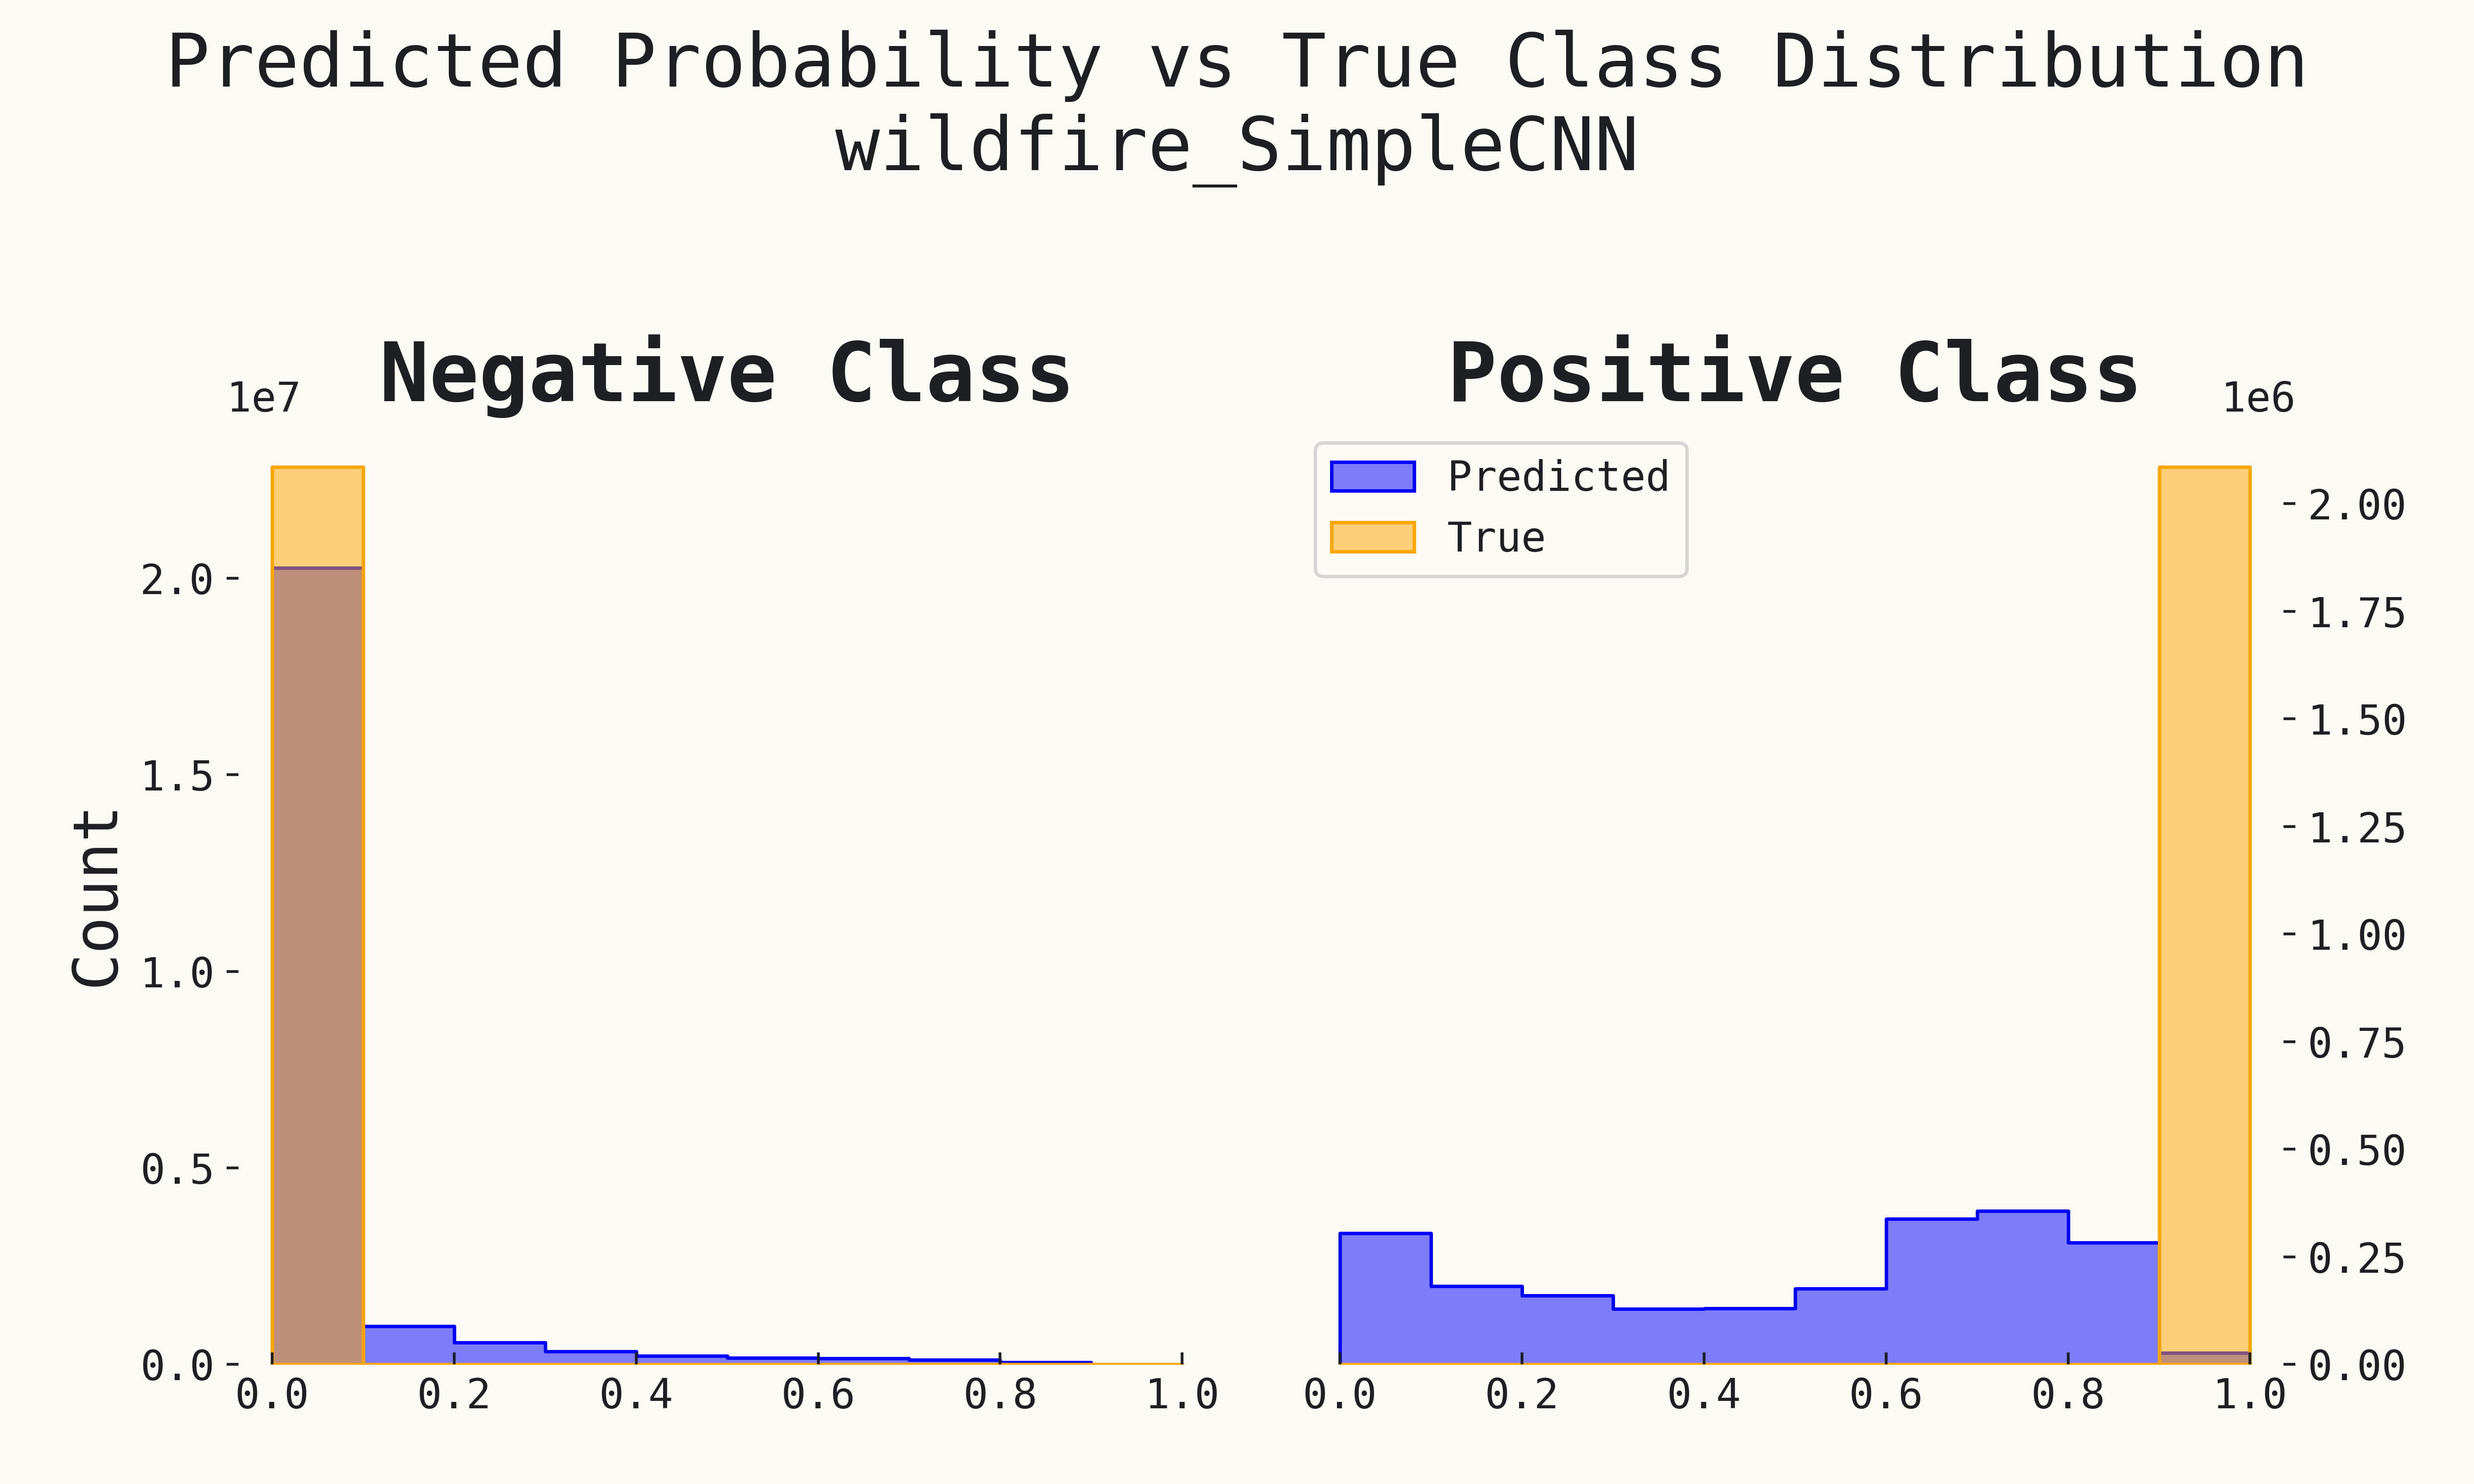 Predicted Probability vs True Class Distribution
wildfire_SimpleCNN
Negative Class
Positive Class
1e7
1e6
Predicted
True
Count
2.0
1.5
1.0
0.5
0.0
0.0 0.2 0.4 0.6 0.8 1.0
0.0 0.2 0.4 0.6 0.8 1.0
2.00
1.75
1.50
1.25
1.00
0.75
0.50
0.25
0.00